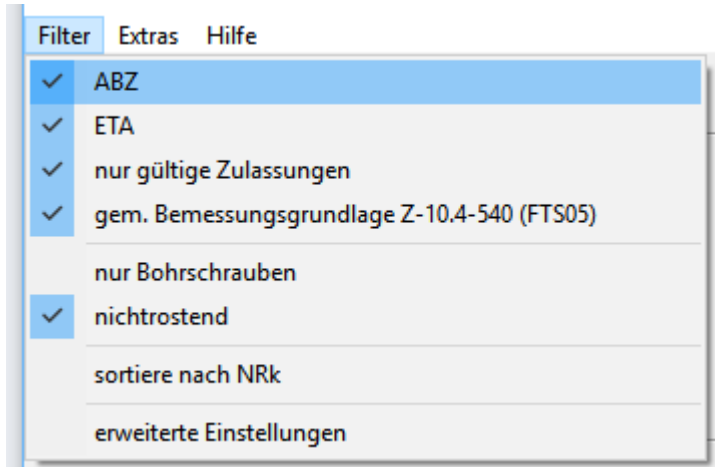 Filter Extras Hilfe
ABZ
ETA
nur gültige Zulassungen
gem. Bemessungsgrundlage Z-10.4-540 (FTS05)
nur Bohrschrauben
nichtrostend
sortiere nach NRk
erweiterte Einstellungen